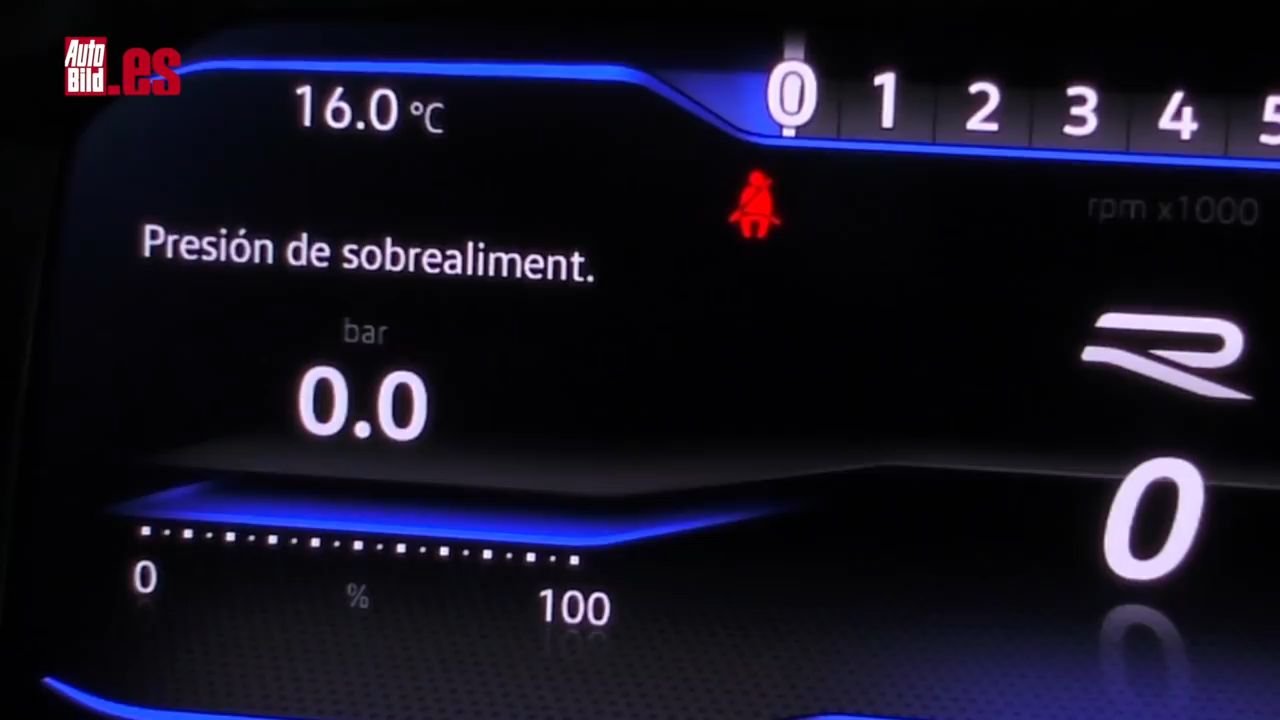 Auto
Bild
.es
16.0 °C
0 1 2 3 4 5
rpm x1000
Presión de sobrealiment.
bar
0.0
R
0
0 % 100